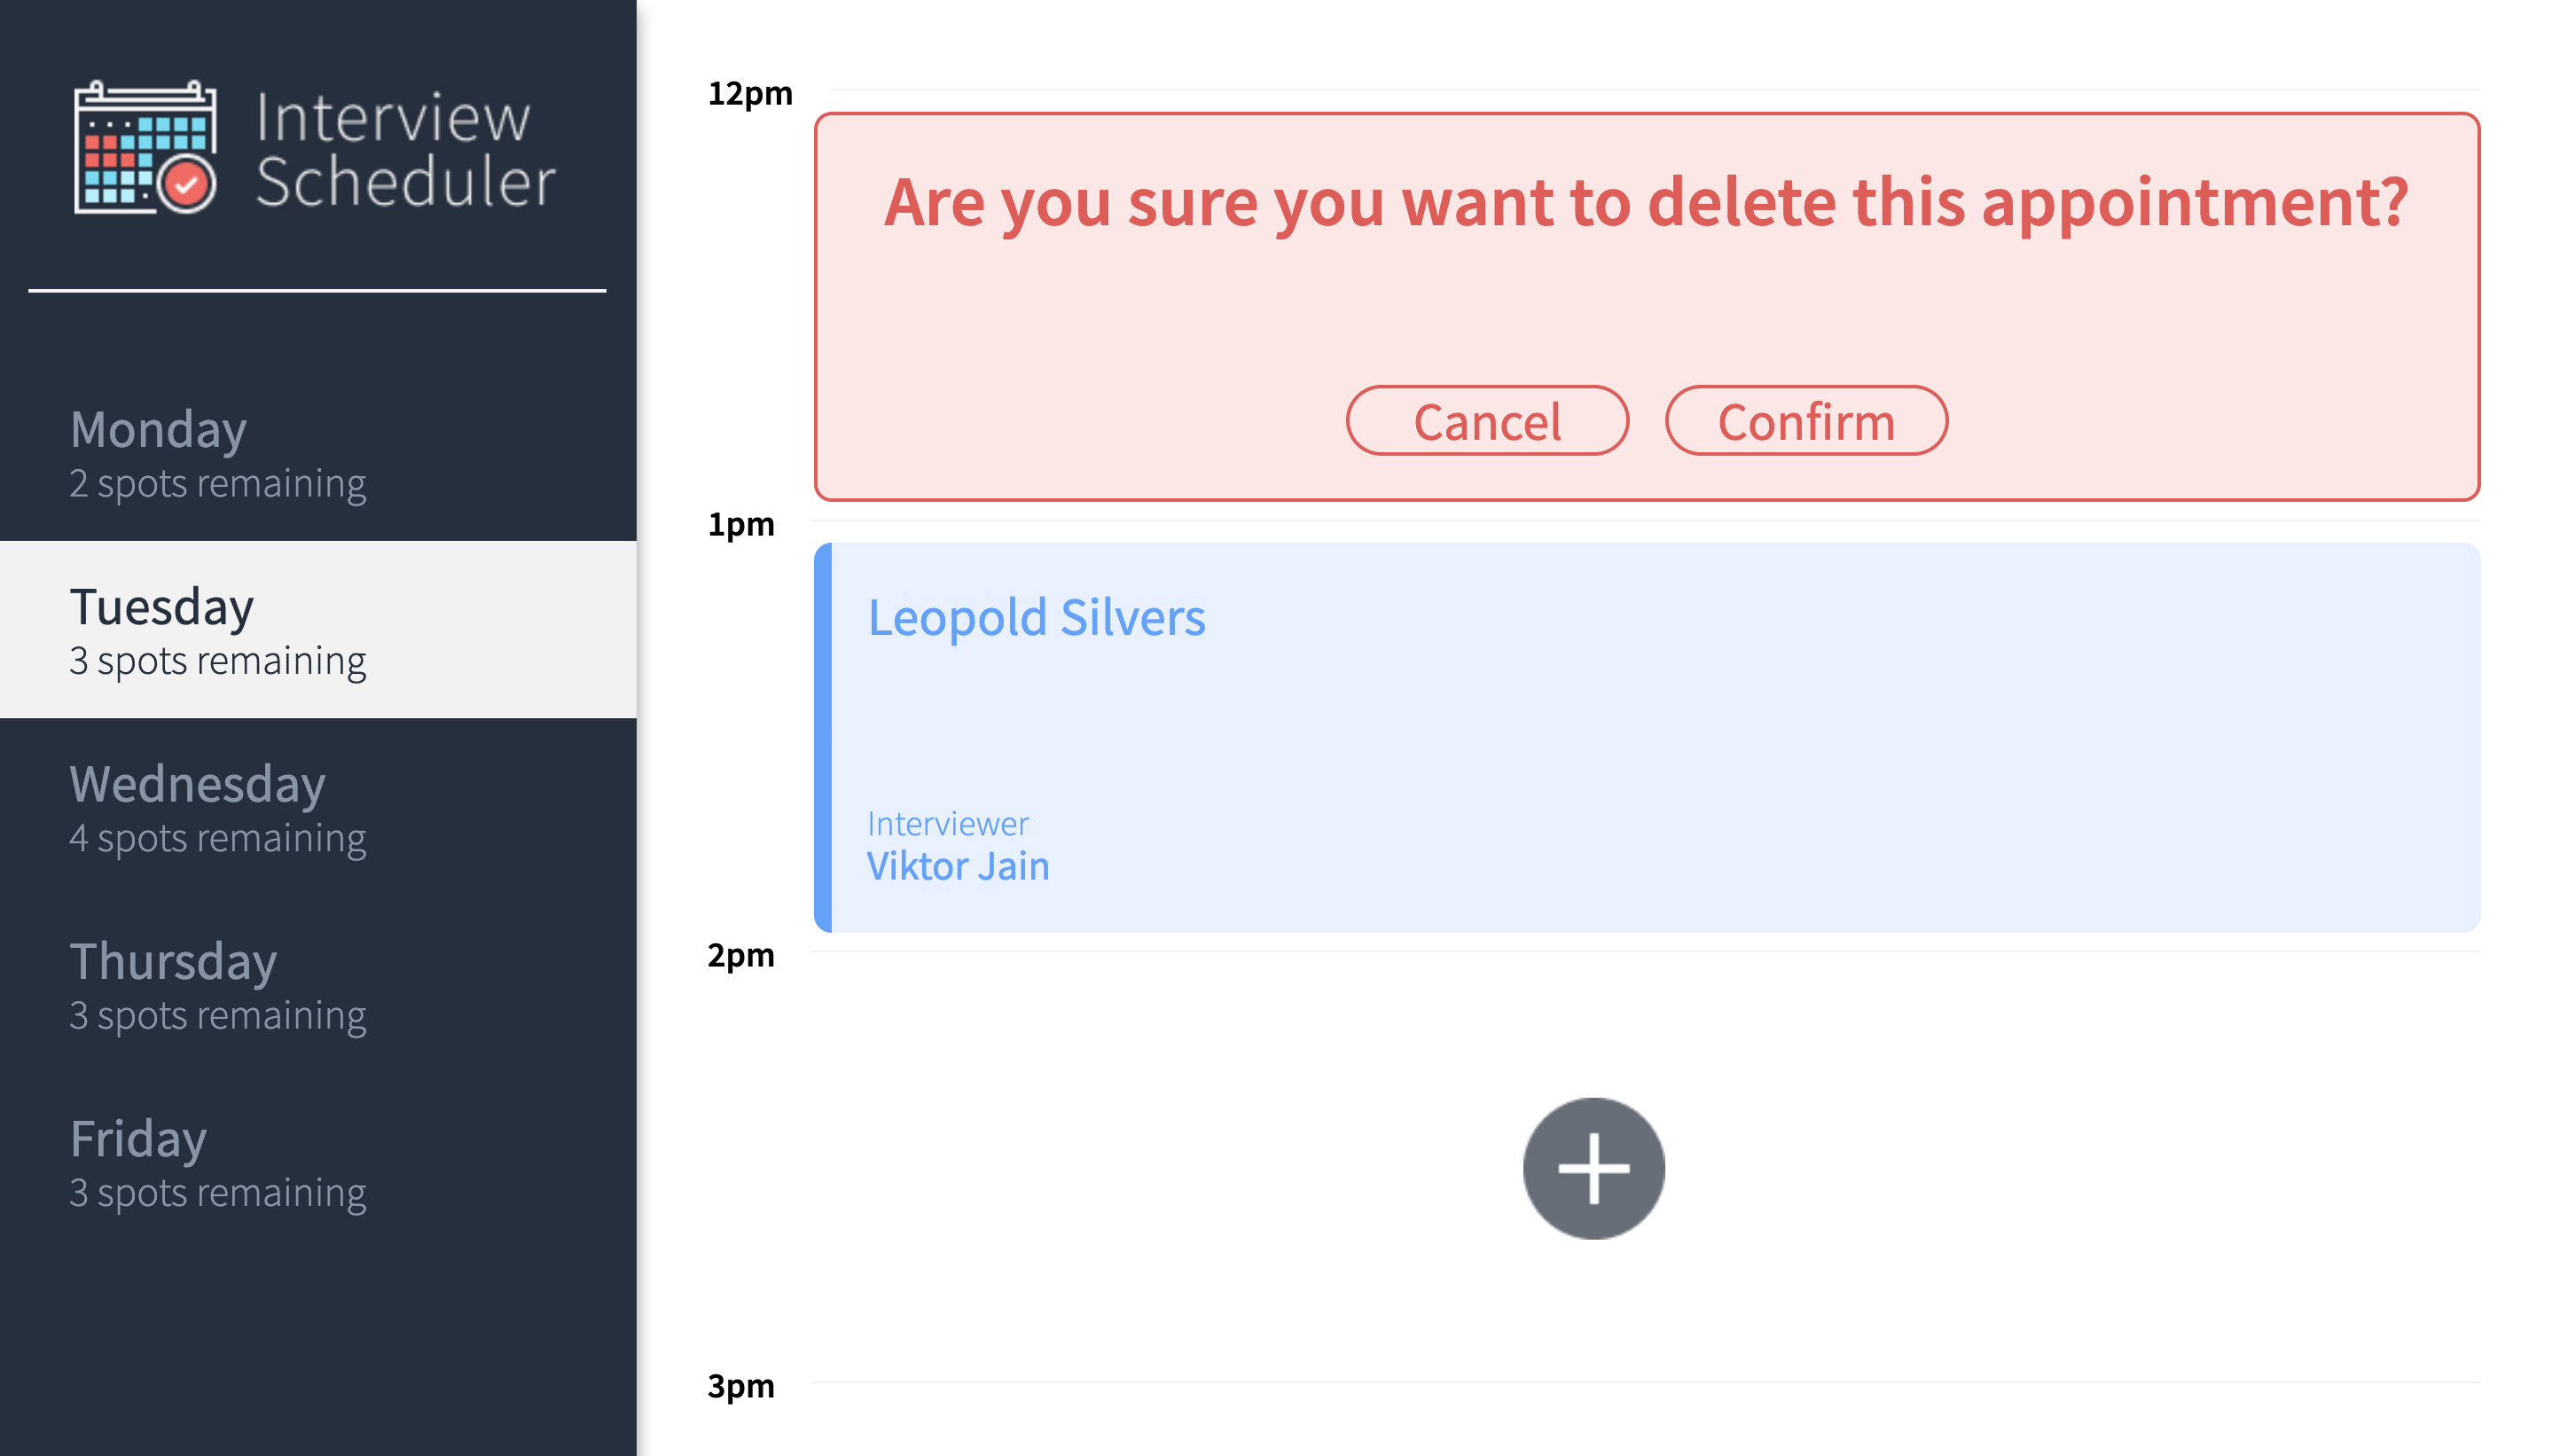 Interview
Scheduler
Monday
2 spots remaining
Tuesday
3 spots remaining
Wednesday
4 spots remaining
Thursday
3 spots remaining
Friday
3 spots remaining
12pm
Are you sure you want to delete this appointment?
Cancel Confirm
1pm
Leopold Silvers
Interviewer
Viktor Jain
2pm
3pm